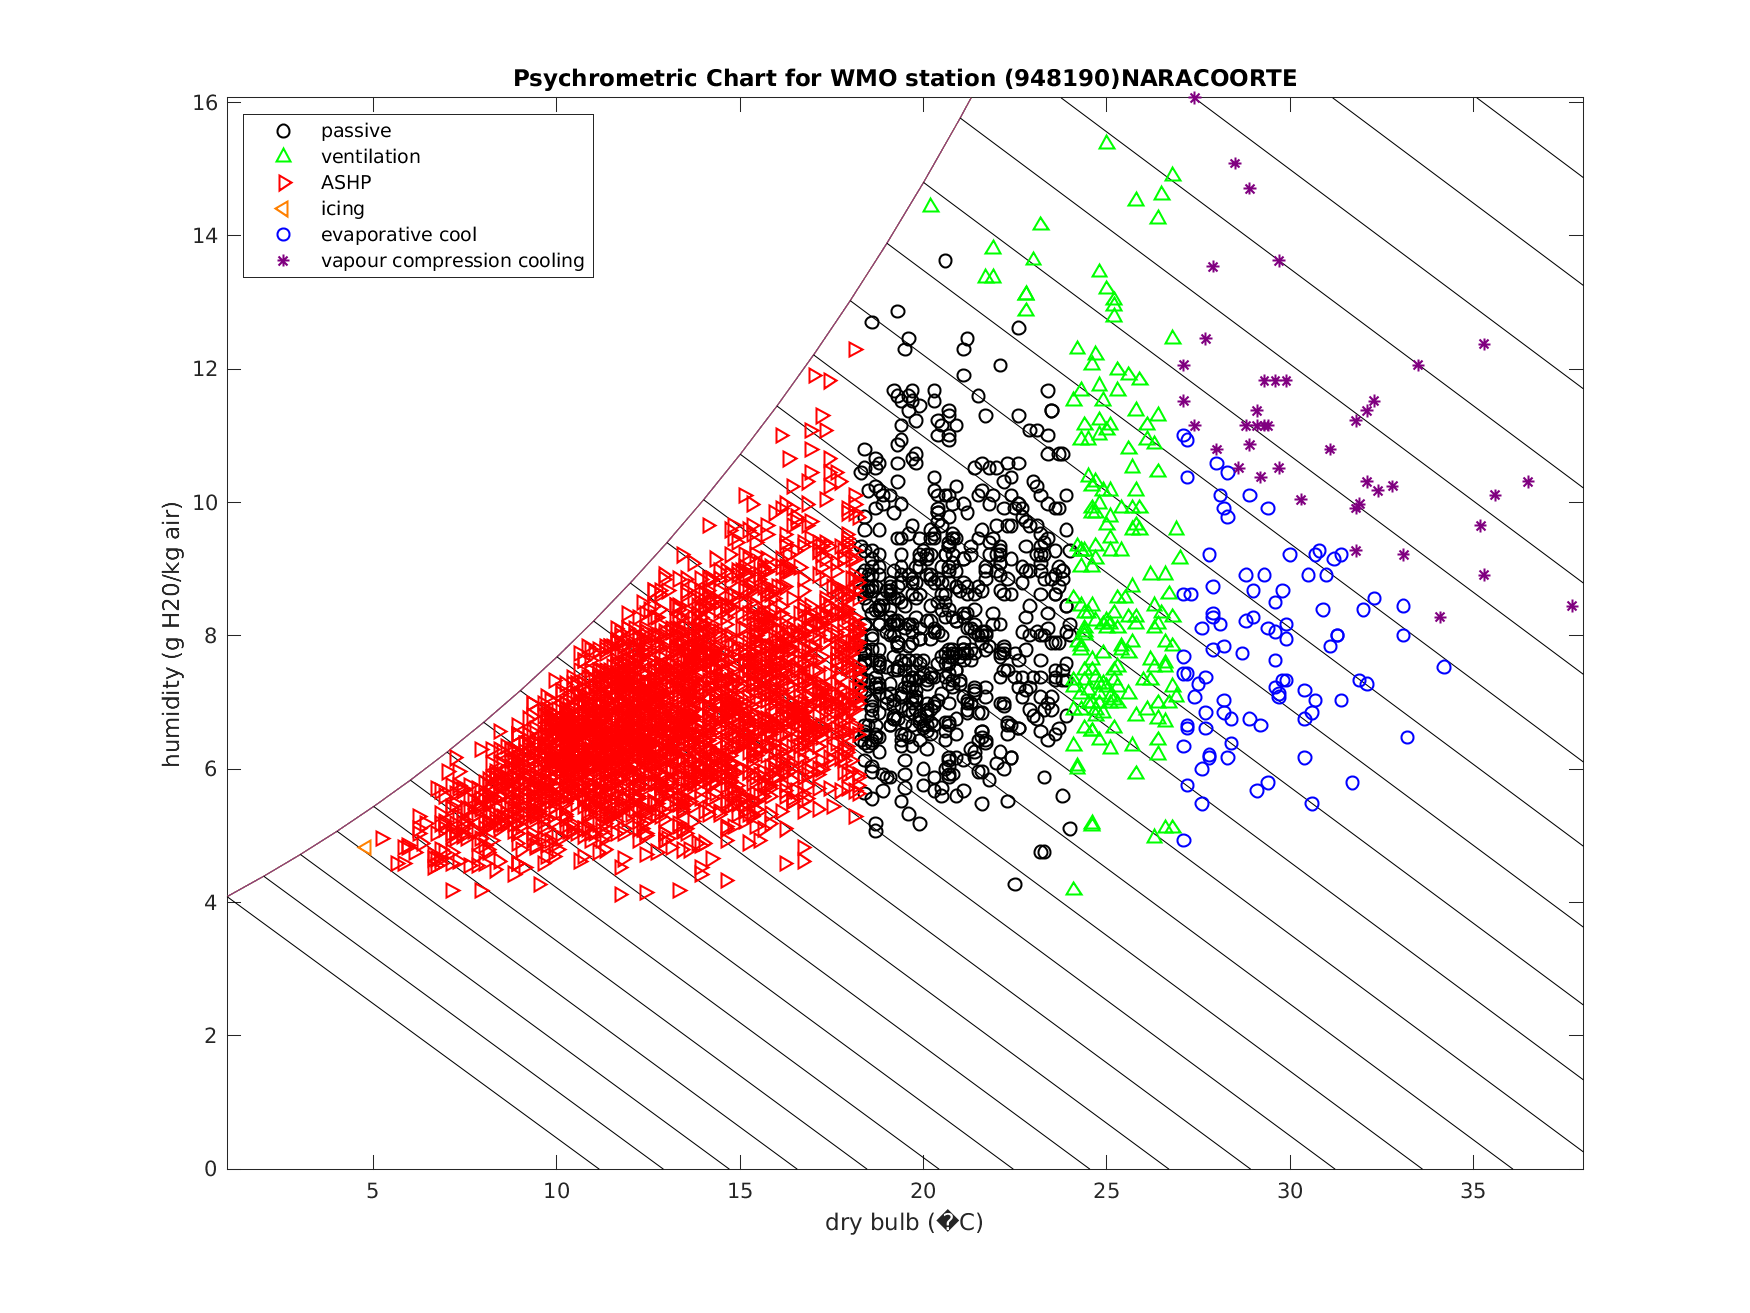 Psychrometric Chart for WMO station (948190)NARACOORTE
passive
ventilation
ASHP
icing
evaporative cool
vapour compression cooling
humidity (g H20/kg air)
16
14
12
10
8
6
4
2
0
5 10 15 20 25 30 35
dry bulb (�C)